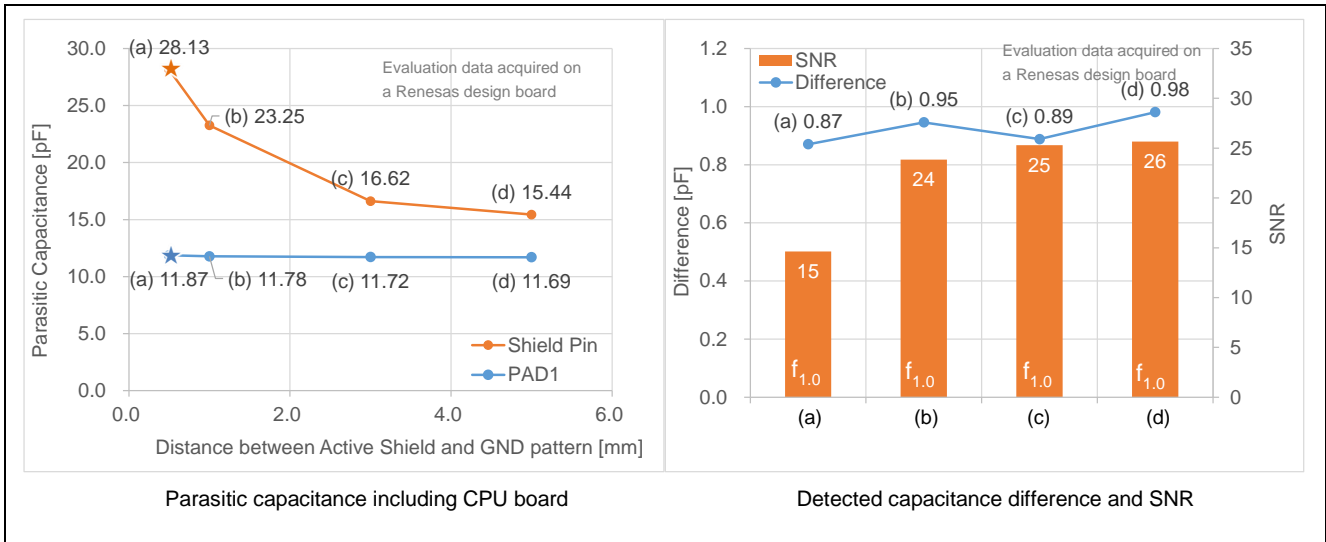 30.0
25.0
20.0
15.0
10.0
5.0
0.0
Parasitic Capacitance [pF]
(a) 28.13
(b) 23.25
(c) 16.62
(d) 15.44
(a) 11.87
(b) 11.78
(c) 11.72
(d) 11.69
Evaluation data acquired on
a Renesas design board
Shield Pin
PAD1
0.0 2.0 4.0 6.0
Distance between Active Shield and GND pattern [mm]
Parasitic capacitance including CPU board
1.2
1.0
0.8
0.6
0.4
0.2
0.0
Difference [pF]
SNR
Difference
Evaluation data acquired on
a Renesas design board
(a) 0.87
(b) 0.95
(c) 0.89
(d) 0.98
15
24
25
26
f1.0 f1.0 f1.0 f1.0
(a) (b) (c) (d)
35
30
25
20
15
10
5
0
SNR
Detected capacitance difference and SNR